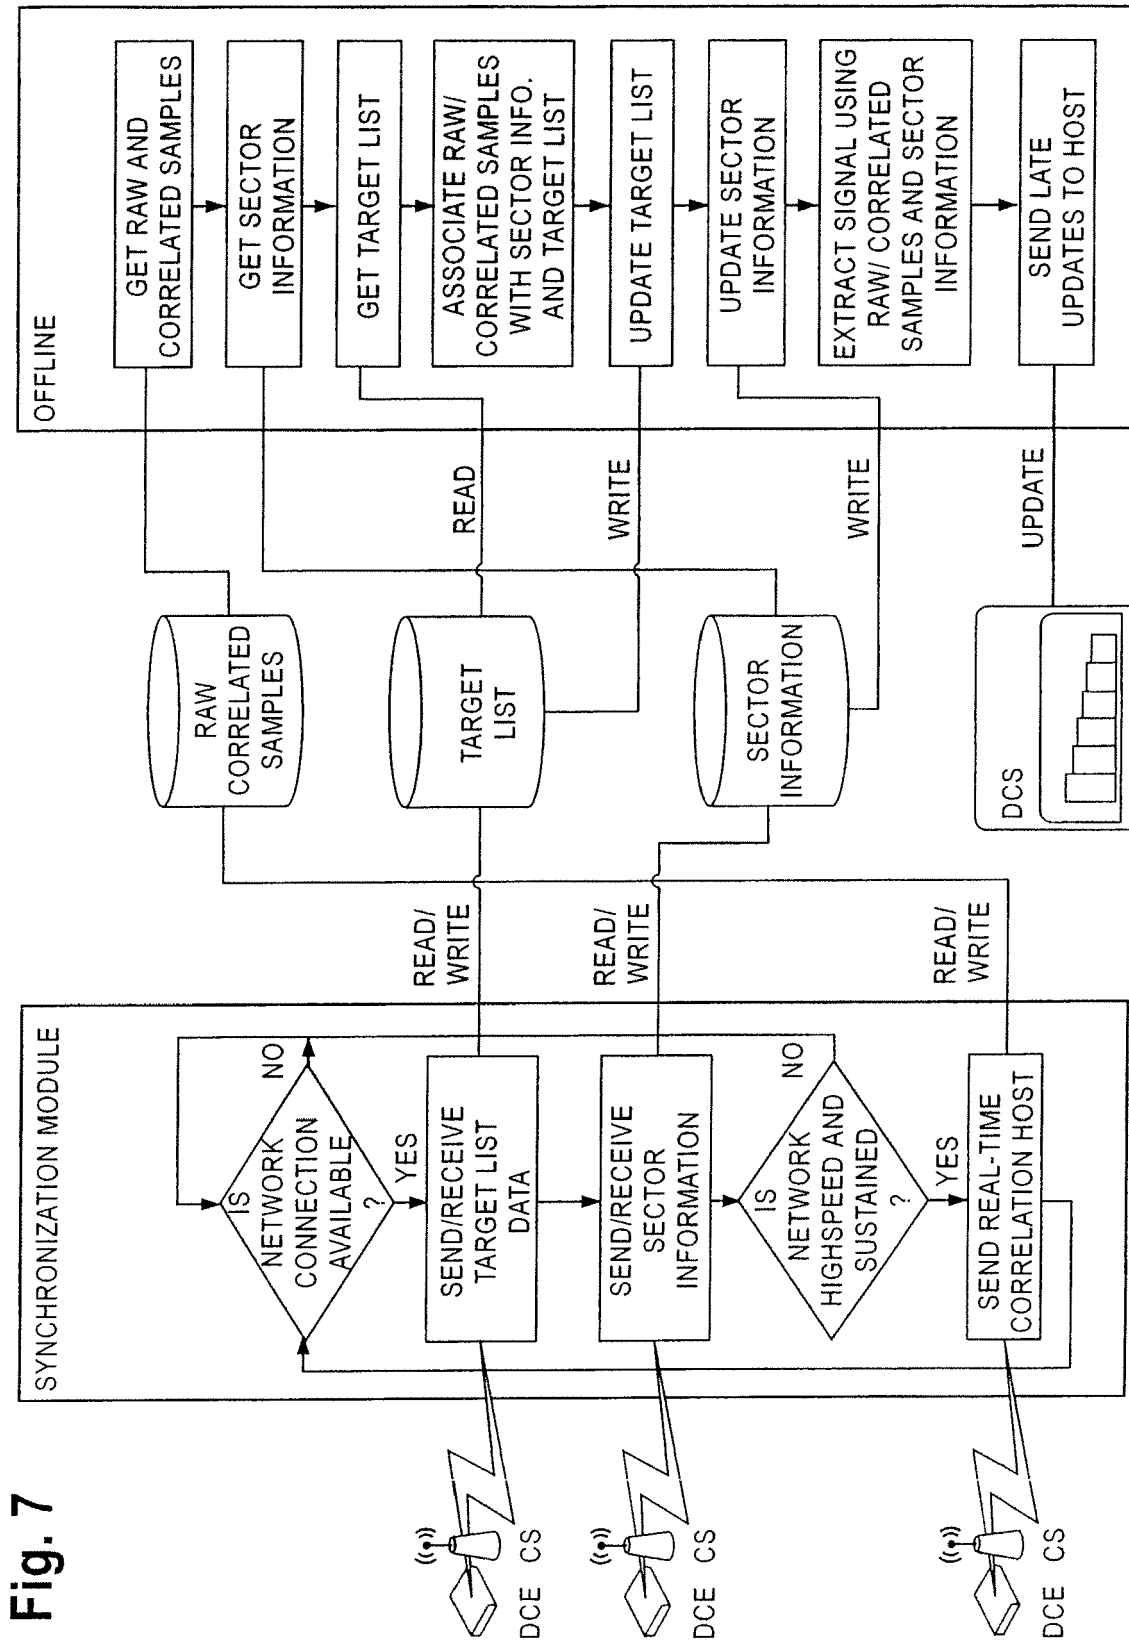 Fig. 7
SYNCHRONIZATION MODULE
IS
NETWORK
CONNECTION
AVAILABLE
?
NO
YES
SEND/RECEIVE
TARGET LIST
DATA
SEND/RECEIVE
SECTOR
INFORMATION
IS
NETWORK
HIGHSPEED AND
SUSTAINED
?
NO
YES
SEND REAL-TIME
CORRELATION HOST
DCE CS
DCE CS
DCE CS
READ/
WRITE
READ/
WRITE
READ/
WRITE
RAW
CORRELATED
SAMPLES
TARGET
LIST
SECTOR
INFORMATION
DCS
READ
WRITE
WRITE
UPDATE
OFFLINE
GET RAW AND
CORRELATED SAMPLES
GET SECTOR
INFORMATION
GET TARGET LIST
ASSOCIATE RAW/
CORRELATED SAMPLES
WITH SECTOR INFO.
AND TARGET LIST
UPDATE TARGET LIST
UPDATE SECTOR
INFORMATION
EXTRACT SIGNAL USING
RAW/ CORRELATED
SAMPLES AND SECTOR
INFORMATION
SEND LATE
UPDATES TO HOST